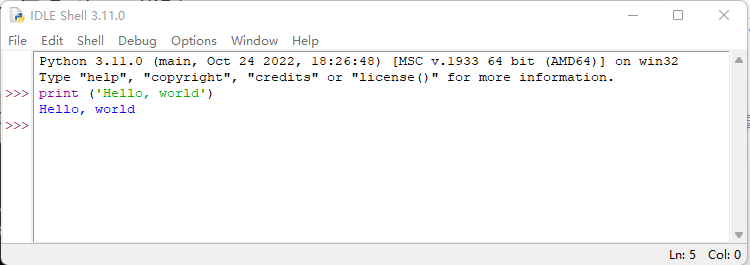 IDLE Shell 3.11.0
File Edit Shell Debug Options Window Help
Python 3.11.0 (main, Oct 24 2022, 18:26:48) [MSC v.1933 64 bit (AMD64)] on win32
Type "help", "copyright", "credits" or "license()" for more information.
>>> print ('Hello, world')
Hello, world
>>>
Ln: 5 Col: 0